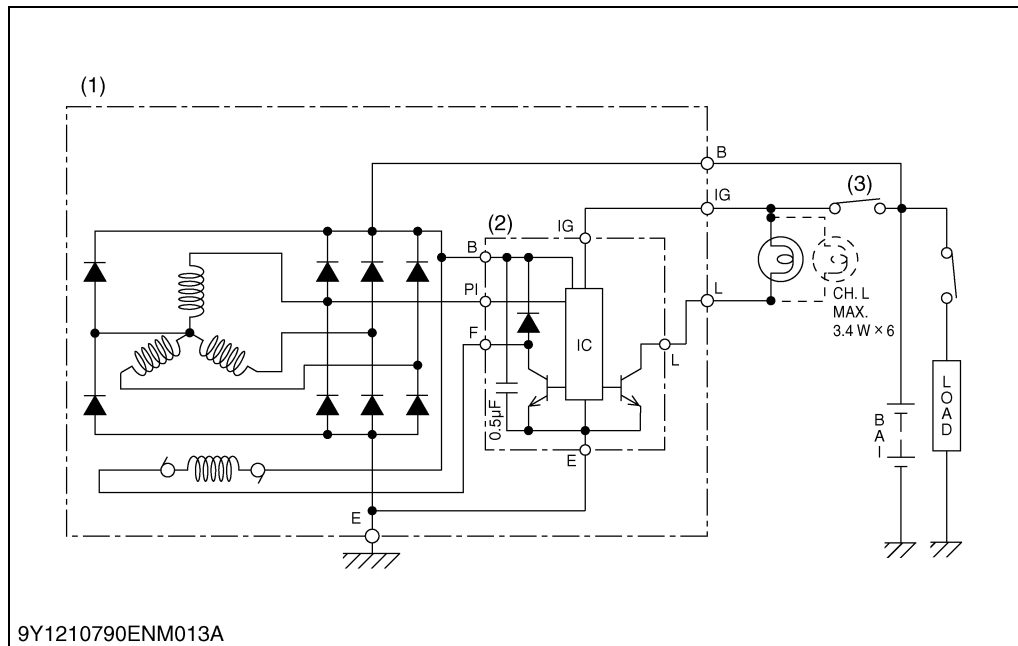 (1)
B
IG
(3)
(2)
IG
B
PI
F
IC
L
L
CH. L
MAX.
3.4 W × 6
0.5µF
E
E
B A I
L O A D
9Y1210790ENM013A